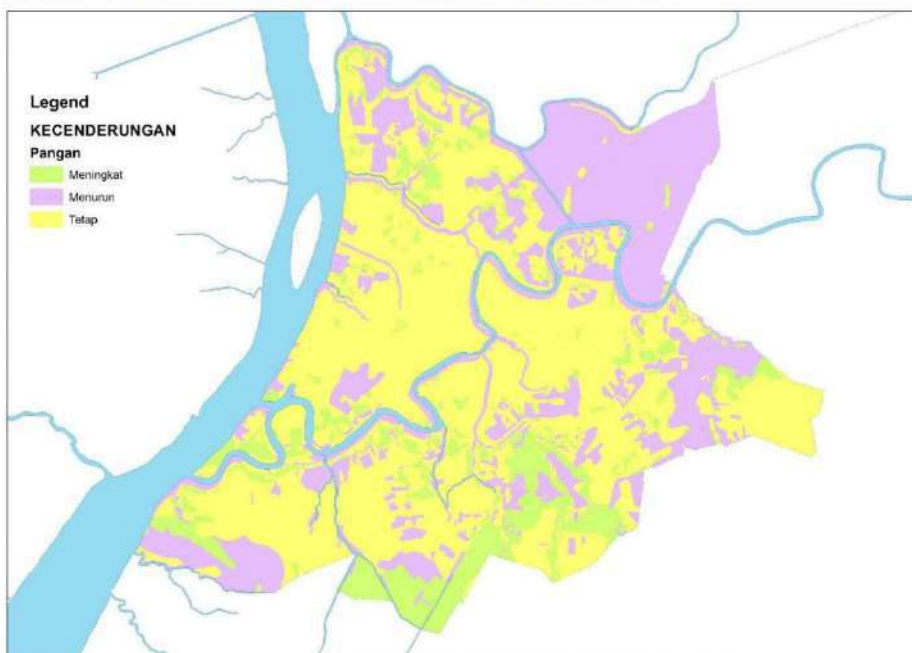 Legend
KECENDERUNGAN
Pangan
Meningkat
Menurun
Tetap